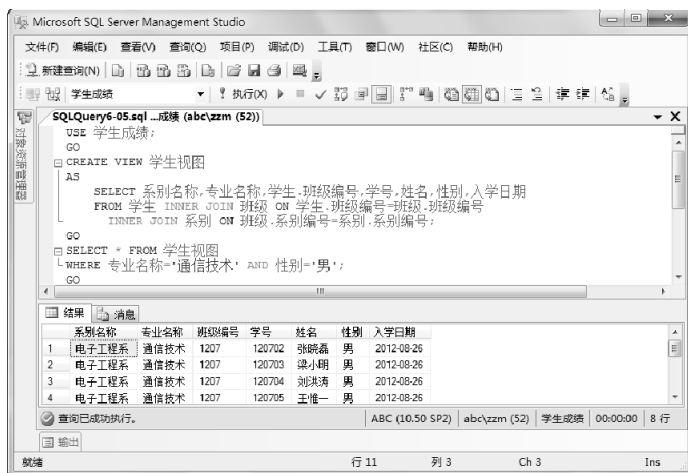 Microsoft SQL Server Management Studio
文件(F) 编辑(E) 查看(V) 查询(Q) 项目(P) 调试(D) 工具(T) 窗口(W) 社区(C) 帮助(H)
新建查询(N)
学生成绩 执行(X)
对象资源管理器
SQLQuery6-05.sql ...成绩 (abc\zzm (52))
USE 学生成绩;
GO
CREATE VIEW 学生视图
AS
SELECT 系别名称,专业名称,学生.班级编号,学号,姓名,性别,入学日期
FROM 学生 INNER JOIN 班级 ON 学生.班级编号=班级.班级编号
INNER JOIN 系别 ON 班级.系别编号=系别.系别编号;
GO
SELECT * FROM 学生视图
WHERE 专业名称='通信技术' AND 性别='男';
GO
结果 消息
系别名称 专业名称 班级编号 学号 姓名 性别 入学日期
1 电子工程系 通信技术 1207 120702 张晓磊 男 2012-08-26
2 电子工程系 通信技术 1207 120703 梁小明 男 2012-08-26
3 电子工程系 通信技术 1207 120704 刘洪涛 男 2012-08-26
4 电子工程系 通信技术 1207 120705 王惟一 男 2012-08-26
查询已成功执行。 ABC (10.50 SP2) abc\zzm (52) 学生成绩 00:00:00 8 行
输出
就绪 行 11 列 3 Ch 3 Ins